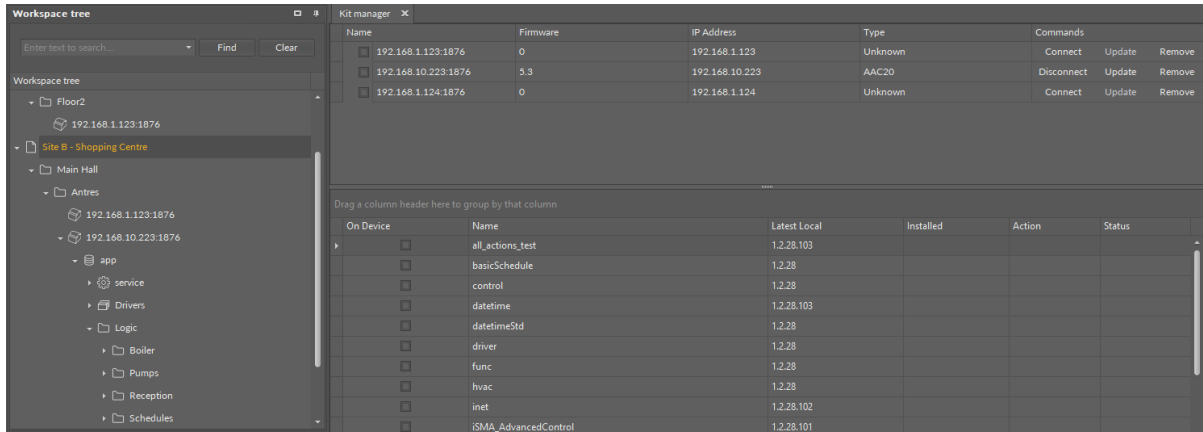 Workspace tree
Enter text to search...
Find
Clear
Workspace tree
Floor2
192.168.1.123:1876
Site B - Shopping Centre
Main Hall
Antres
192.168.1.123:1876
192.168.10.223:1876
app
service
Drivers
Logic
Boiler
Pumps
Reception
Schedules
Kit manager
Name Firmware IP Address Type Commands
192.168.1.123:1876 0 192.168.1.123 Unknown Connect Update Remove
192.168.10.223:1876 5.3 192.168.10.223 AAC20 Disconnect Update Remove
192.168.1.124:1876 0 192.168.1.124 Unknown Connect Update Remove
Drag a column header here to group by that column
On Device Name Latest Local Installed Action Status
all_actions_test 1.2.28.103
basicSchedule 1.2.28
control 1.2.28
datetime 1.2.28.103
datetimeStd 1.2.28
driver 1.2.28
func 1.2.28
hvac 1.2.28
inet 1.2.28.102
iSMA_AdvancedControl 1.2.28.101